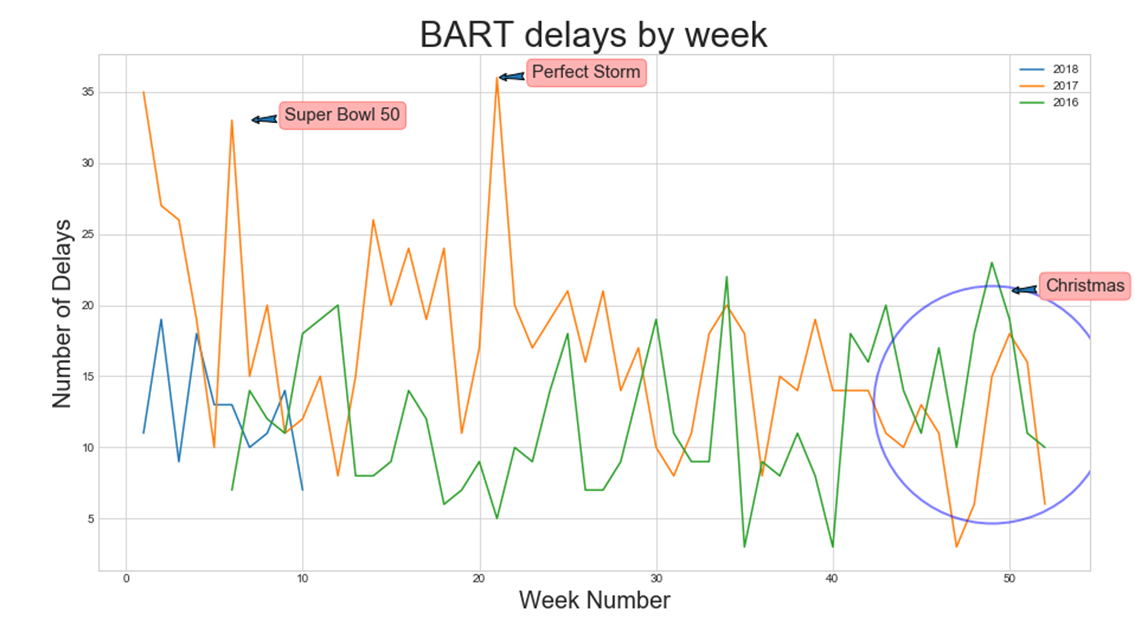 BART delays by week
Perfect Storm
Super Bowl 50
Christmas
2018
2017
2016
Number of Delays
35
30
25
20
15
10
5
0 10 20 30 40 50
Week Number